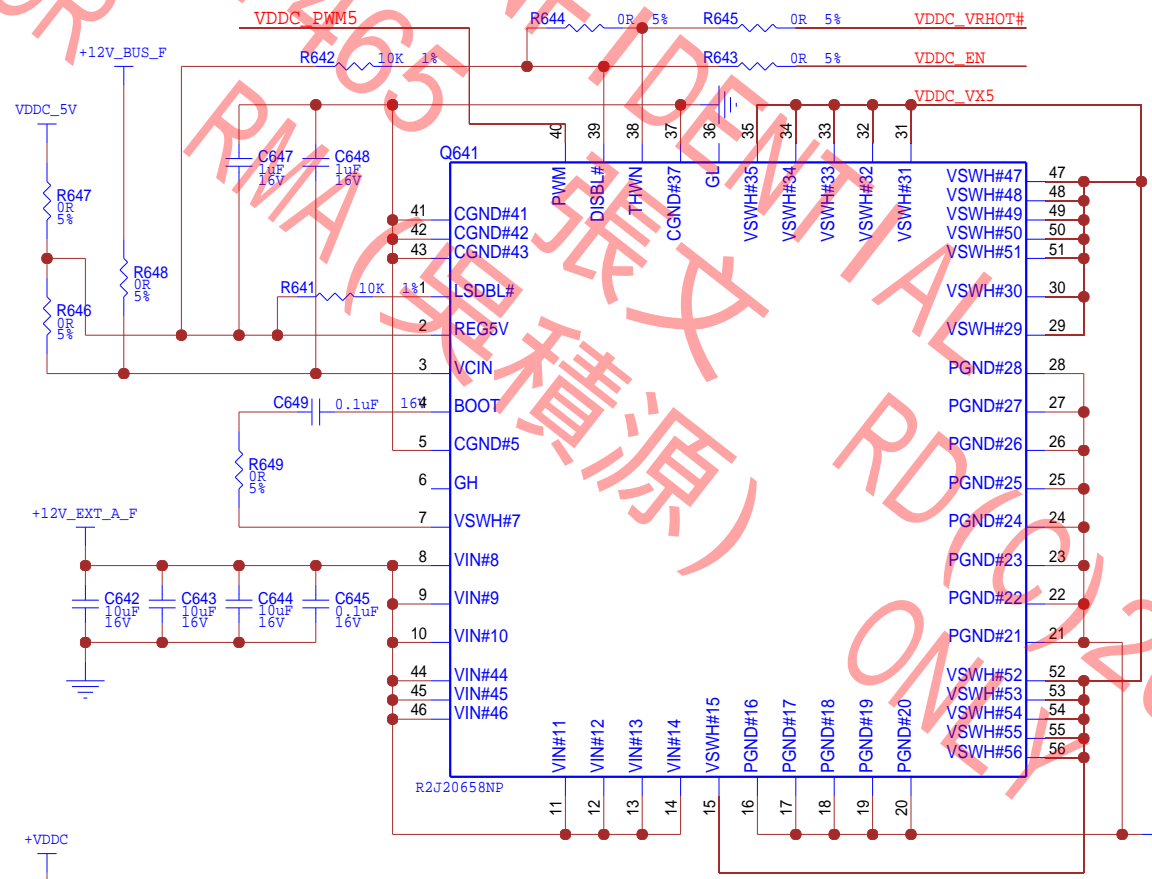 VDDC_PWM5
R644
0R 5%
R645
0R 5%
VDDC_VRHOT#
+12V_BUS_F
R642
10K 1%
R643
0R 5%
VDDC_EN
VDDC_5V
VDDC_VX5
40
39
38
37
36
35
34
33
32
31
Q641
C647
1uF
16V
C648
1uF
16V
PWM
DISBL#
THWN
CGND#37
GL
VSWH#35
VSWH#34
VSWH#33
VSWH#32
VSWH#31
R647
0R
5%
R648
0R
5%
R646
0R
5%
41 CGND#41
42 CGND#42
43 CGND#43
R641
10K 1%
1 LSDBL#
2 REG5V
3 VCIN
C649
0.1uF 16V
4 BOOT
5 CGND#5
R649
0R
5%
6 GH
7 VSWH#7
+12V_EXT_A_F
8 VIN#8
9 VIN#9
10 VIN#10
44 VIN#44
45 VIN#45
46 VIN#46
C642
10uF
16V
C643
10uF
16V
C644
10uF
16V
C645
0.1uF
16V
VSWH#47 47
VSWH#48 48
VSWH#49 49
VSWH#50 50
VSWH#51 51
VSWH#30 30
VSWH#29 29
PGND#28 28
PGND#27 27
PGND#26 26
PGND#25 25
PGND#24 24
PGND#23 23
PGND#22 22
PGND#21 21
VSWH#52 52
VSWH#53 53
VSWH#54 54
VSWH#55 55
VSWH#56 56
VIN#11
VIN#12
VIN#13
VIN#14
VSWH#15
PGND#16
PGND#17
PGND#18
PGND#19
PGND#20
R2J20658NP
11
12
13
14
15
16
17
18
19
20
+VDDC
465
RMA(吳積源)
張文
RD(C)
ONLY